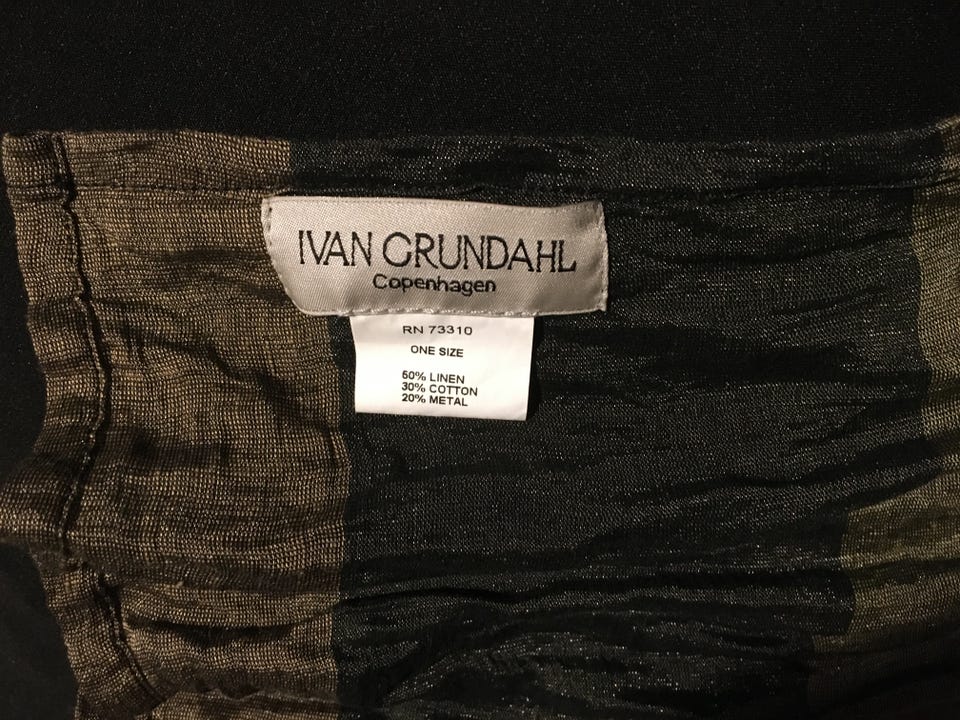 IVAN GRUNDAHL
Copenhagen
RN 73310
ONE SIZE
50% LINEN
30% COTTON
20% METAL